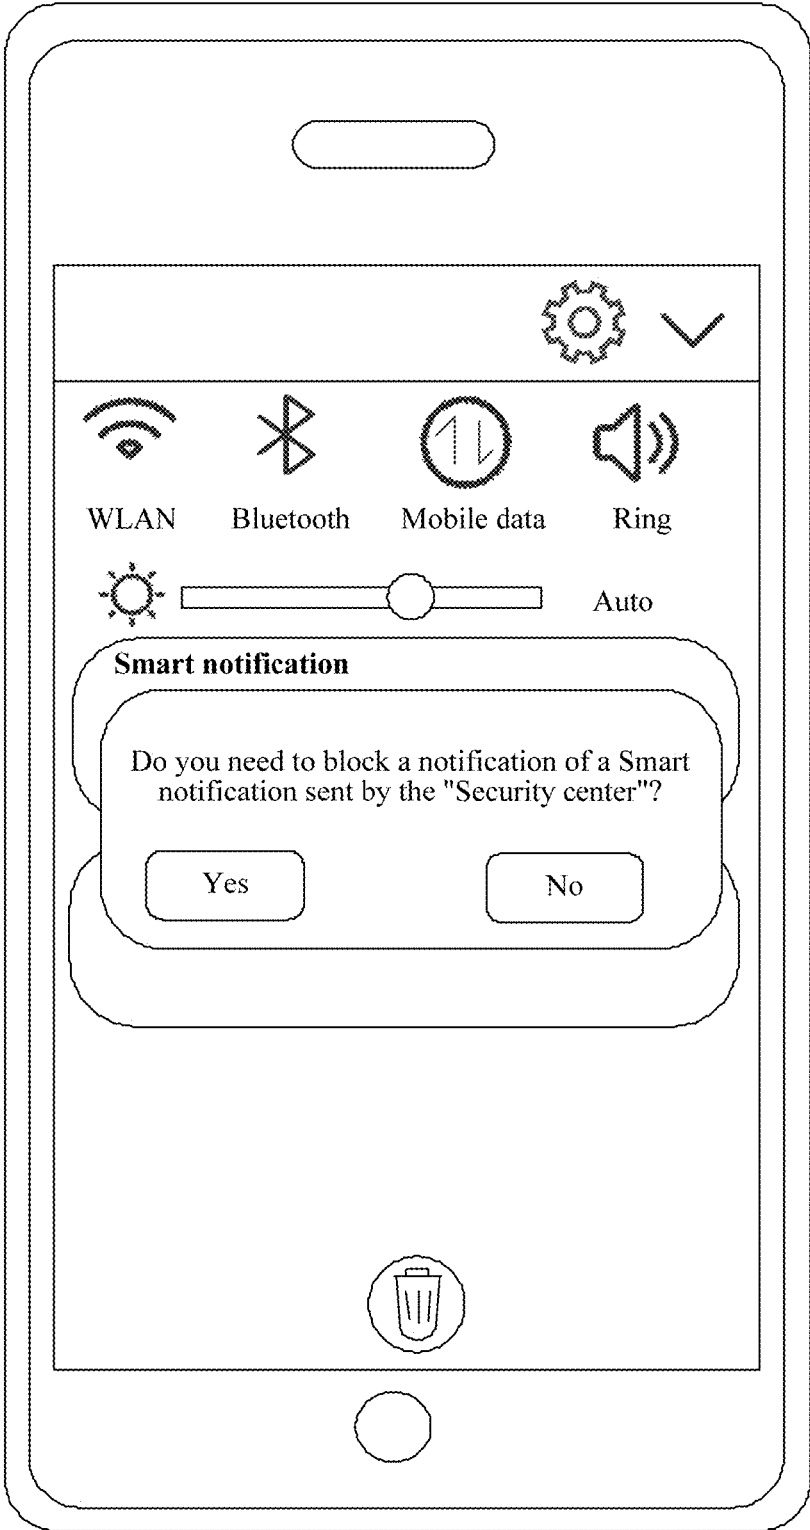 WLAN Bluetooth Mobile data Ring
Auto
Smart notification
Do you need to block a notification of a Smart
notification sent by the "Security center"?
Yes No